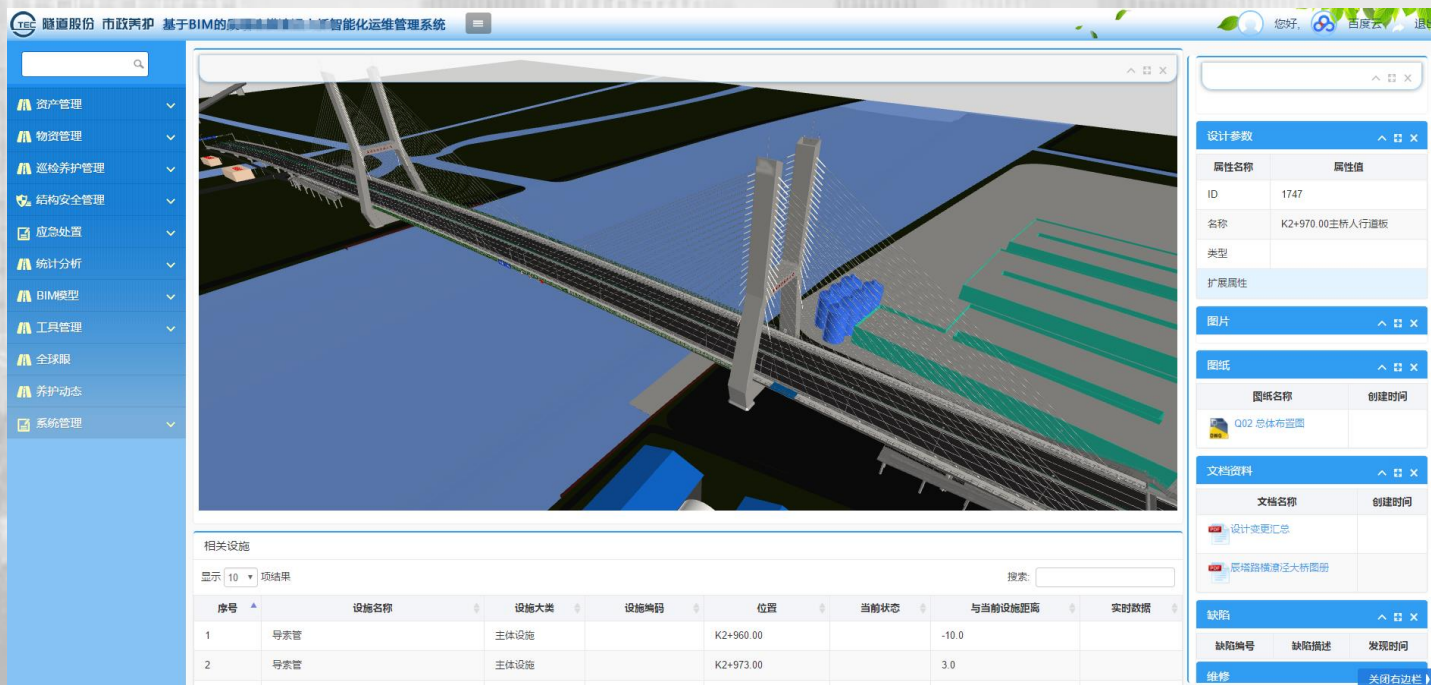 TEC 隧道股份 市政养护 基于BIM的 智能化运维管理系统
您好, 百度云 退出
资产管理
物资管理
巡检养护管理
结构安全管理
应急处置
统计分析
BIM模型
工具管理
全球眼
养护动态
系统管理
相关设施
显示 10 项结果
搜索:
序号 设施名称 设施大类 设施编码 位置 当前状态 与当前设施距离 实时数据
1 导索管 主体设施 K2+960.00 -10.0
2 导索管 主体设施 K2+973.00 3.0
设计参数
属性名称 属性值
ID 1747
名称 K2+970.00主桥人行道板
类型
扩展属性
图片
图纸
图纸名称 创建时间
Q02 总体布置图
文档资料
文档名称 创建时间
PDF 设计变更汇总
PDF 辰塔路横潦泾大桥图册
缺陷
缺陷编号 缺陷描述 发现时间
维修
关闭右边栏